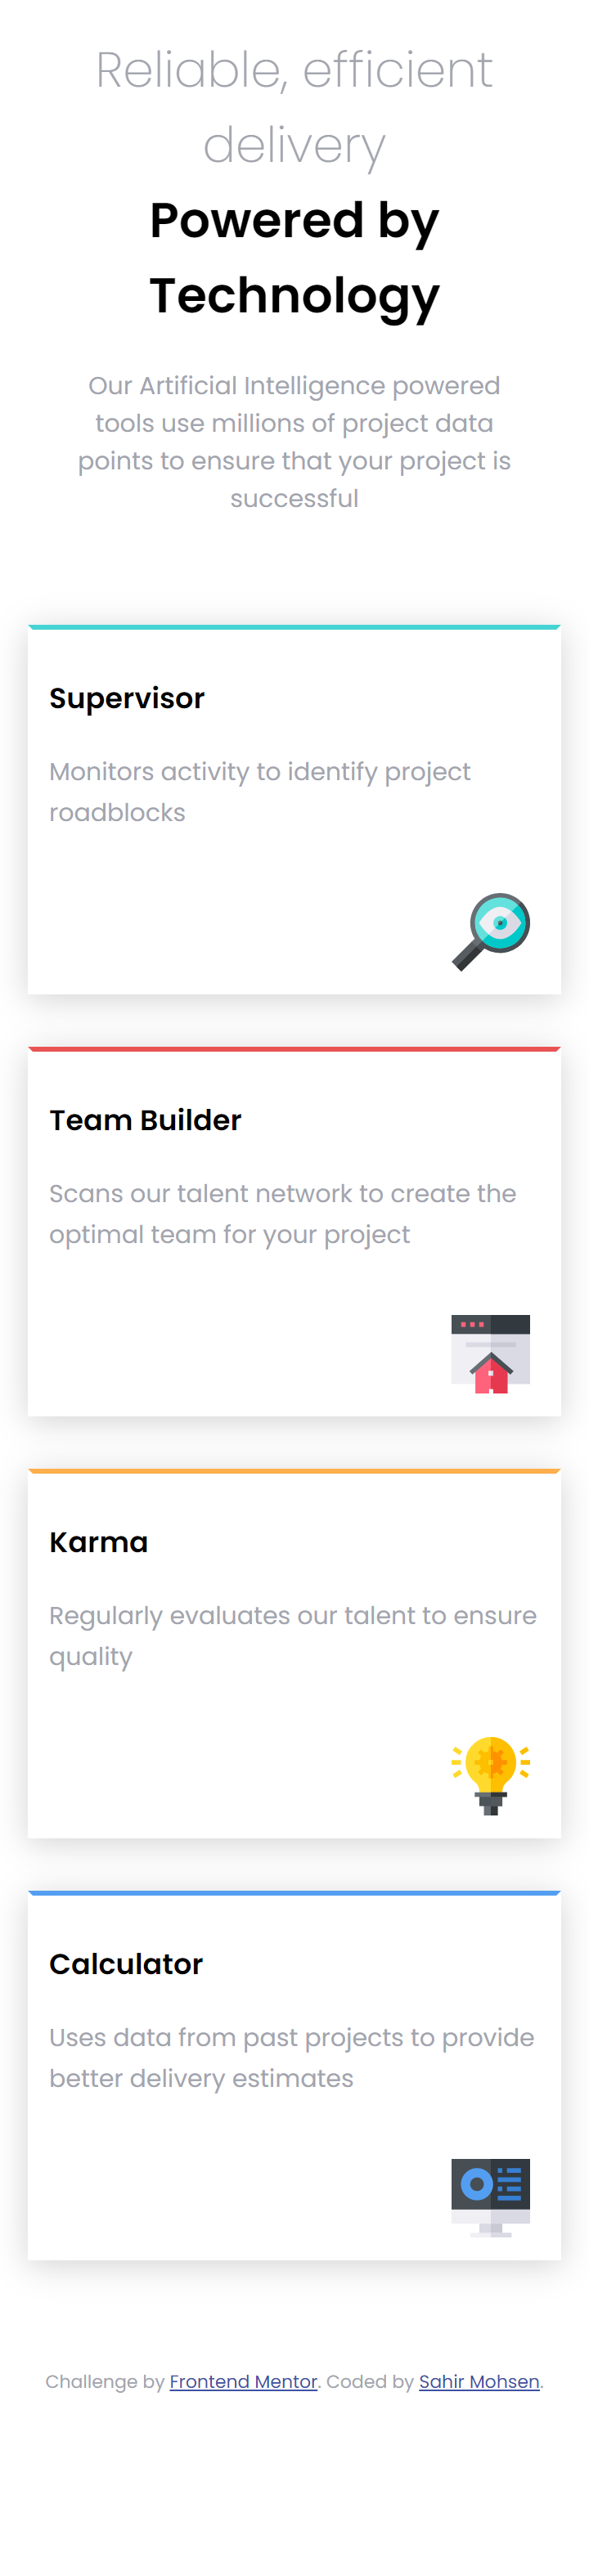 Reliable, efficient
delivery
Powered by
Technology
Our Artificial Intelligence powered
tools use millions of project data
points to ensure that your project is
successful
Supervisor
Monitors activity to identify project
roadblocks
Team Builder
Scans our talent network to create the
optimal team for your project
Karma
Regularly evaluates our talent to ensure
quality
Calculator
Uses data from past projects to provide
better delivery estimates
Challenge by Frontend Mentor. Coded by Sahir Mohsen.